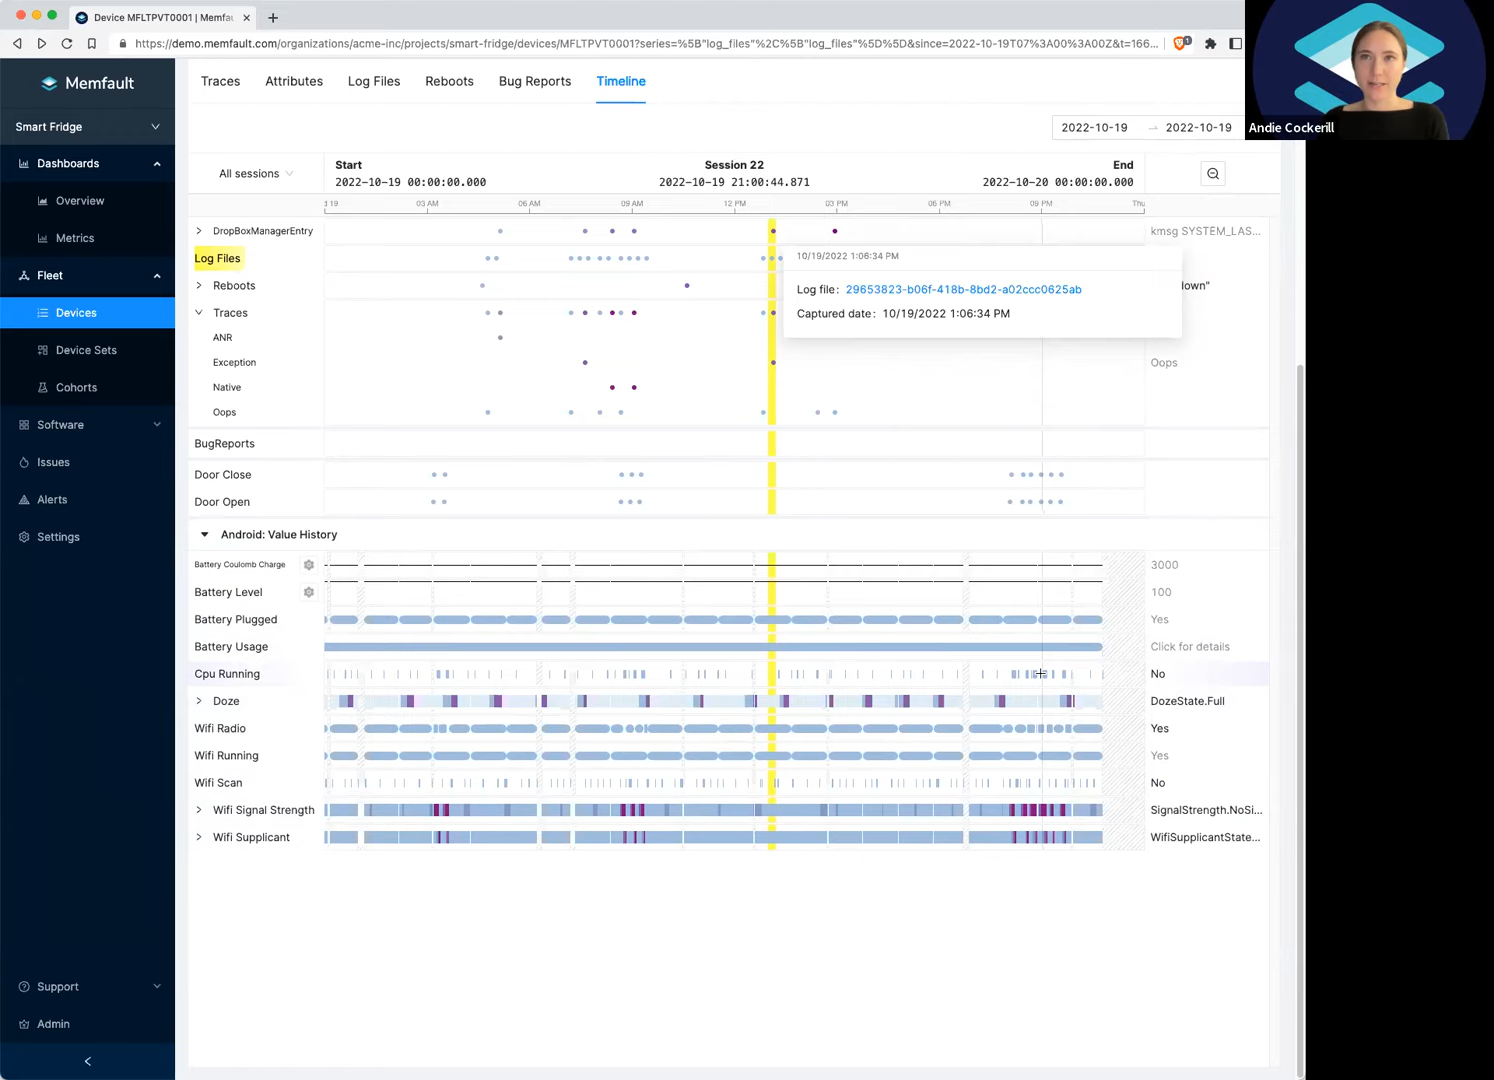 Device MFLTPVT0001 | Memfau
https://demo.memfault.com/organizations/acme-inc/projects/smart-fridge/devices/MFLTPVT0001?series=%5B"log_files"%2C%5B"log_files"%5D%5D&since=2022-10-19T07%3A00%3A00Z&t=166...
1
Andie Cockerill
Memfault
Smart Fridge
Dashboards
Overview
Metrics
Fleet
Devices
Device Sets
Cohorts
Software
Issues
Alerts
Settings
Support
Admin
Traces Attributes Log Files Reboots Bug Reports Timeline
2022-10-19 → 2022-10-19
All sessions
Start Session 22 End
2022-10-19 00:00:00.000 2022-10-19 21:00:44.871 2022-10-20 00:00:00.000
d 19 03 AM 06 AM 09 AM 12 PM 03 PM 06 PM 09 PM Thu
DropBoxManagerEntry kmsg SYSTEM_LAS...
Log Files
10/19/2022 1:06:34 PM
Log file: 29653823-b06f-418b-8bd2-a02ccc0625ab
Captured date: 10/19/2022 1:06:34 PM
Reboots own"
Traces
ANR
Exception Oops
Native
Oops
BugReports
Door Close
Door Open
Android: Value History
Battery Coulomb Charge 3000
Battery Level 100
Battery Plugged Yes
Battery Usage Click for details
Cpu Running No
Doze DozeState.Full
Wifi Radio Yes
Wifi Running Yes
Wifi Scan No
Wifi Signal Strength SignalStrength.NoSi...
Wifi Supplicant WifiSupplicantState...